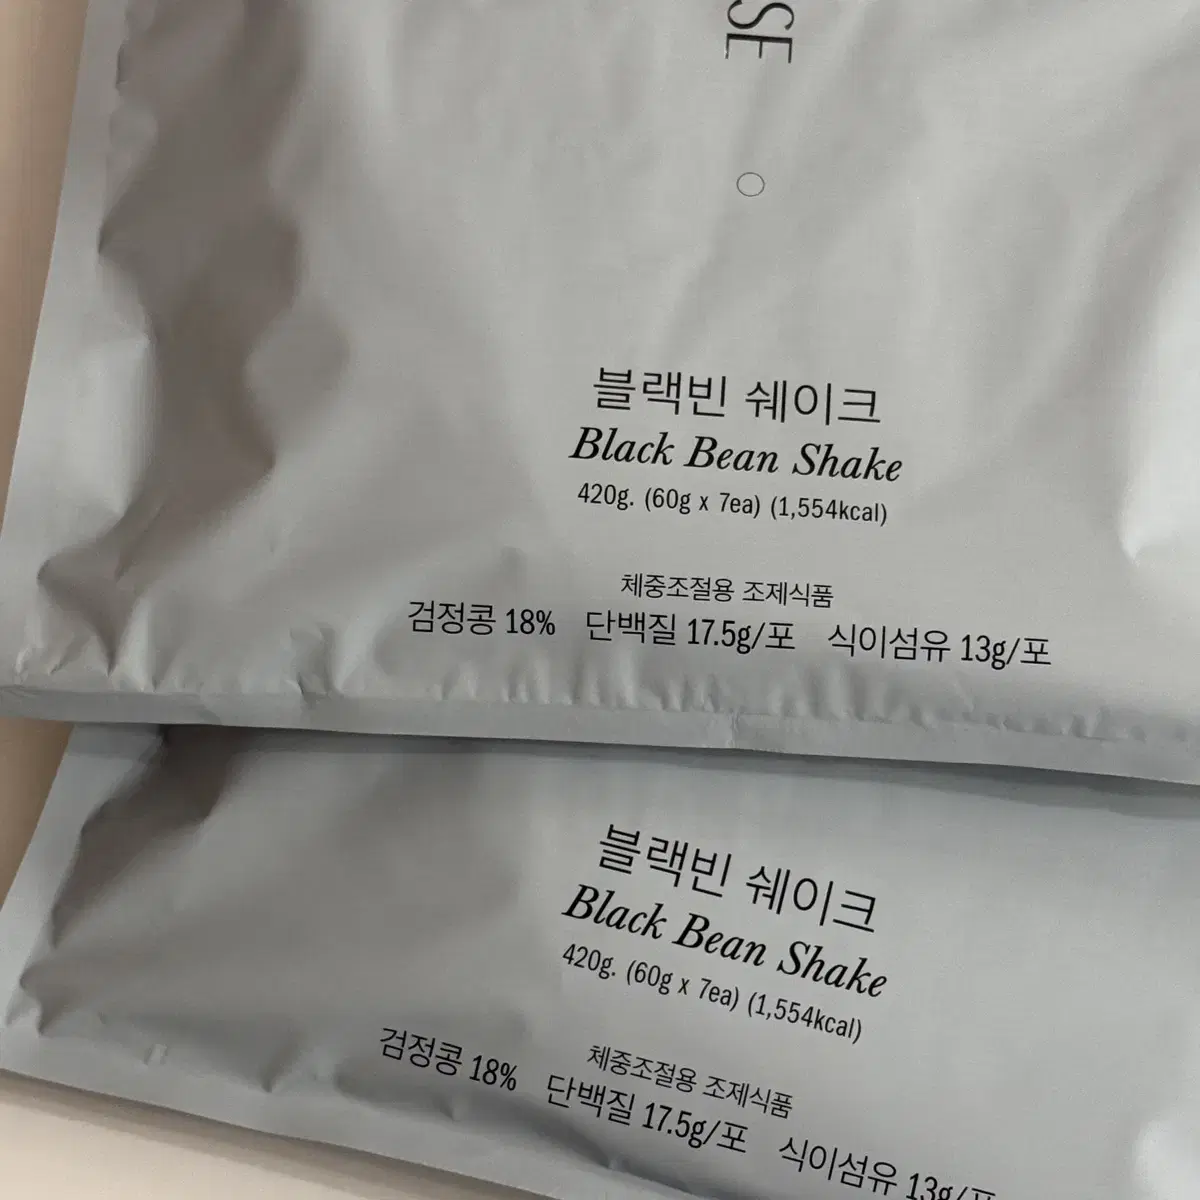 SE
블랙빈 쉐이크
Black Bean Shake
420g. (60g x 7ea) (1,554kcal)
체중조절용 조제식품
검정콩 18% 단백질 17.5g/포 식이섬유 13g/포
블랙빈 쉐이크
Black Bean Shake
420g. (60g x 7ea) (1,554kcal)
체중조절용 조제식품
검정콩 18% 단백질 17.5g/포 식이섬유 13g/포